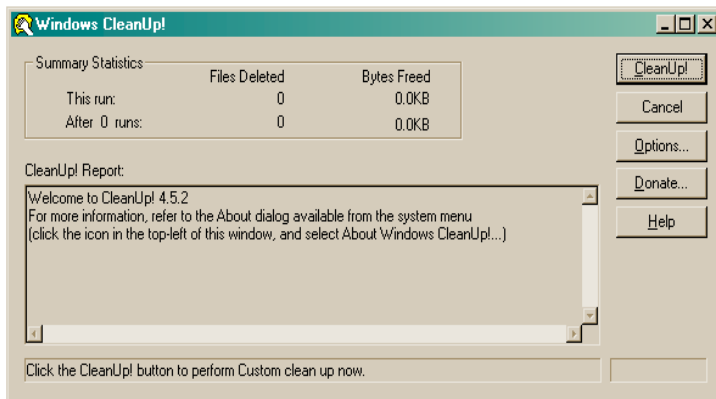 Windows CleanUp!
Summary Statistics
Files Deleted Bytes Freed
This run: 0 0.0KB
After 0 runs: 0 0.0KB
CleanUp!
Cancel
Options...
Donate...
Help
CleanUp! Report:
Welcome to CleanUp! 4.5.2
For more information, refer to the About dialog available from the system menu
(click the icon in the top-left of this window, and select About Windows CleanUp!...)
Click the CleanUp! button to perform Custom clean up now.